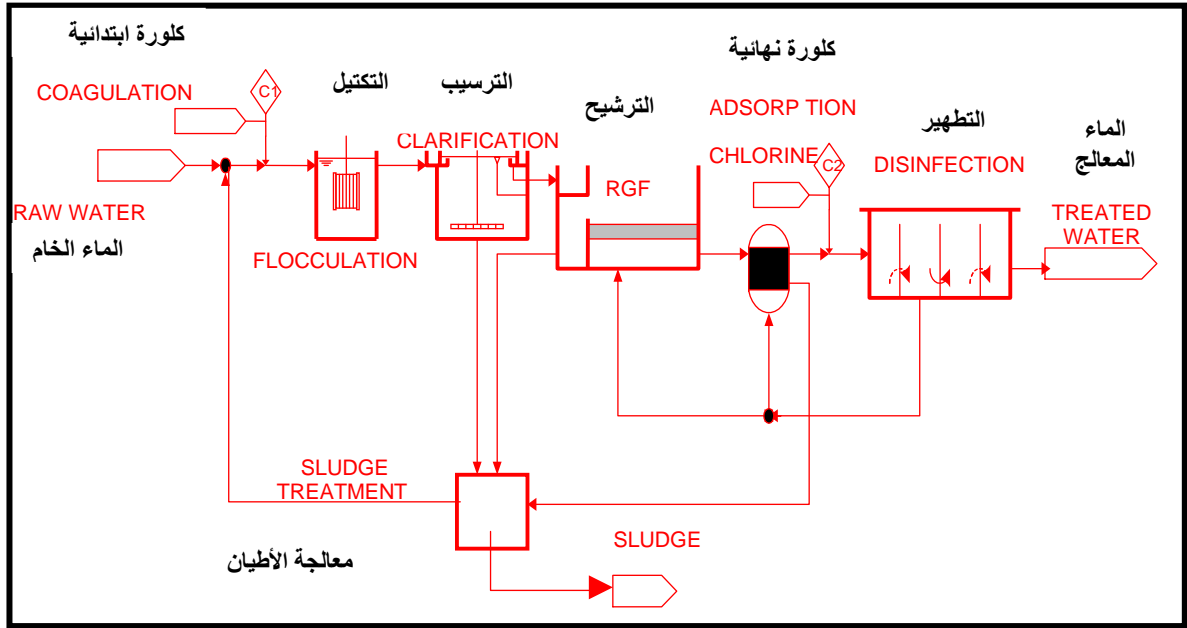 كلورة ابتدائية
كلورة نهائية
COAGULATION
C1
التكتيل
الترسيب
الترشيح
ADSORP TION
التطهير
الماء
المعالج
CLARIFICATION
CHLORINE
C2
DISINFECTION
RGF
RAW WATER
الماء الخام
FLOCCULATION
TREATED
WATER
SLUDGE
TREATMENT
معالجة الأطيان
SLUDGE